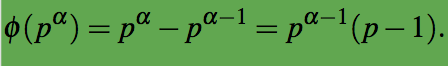 ϕ(p^α) = p^α − p^{α−1} = p^{α−1}(p − 1).